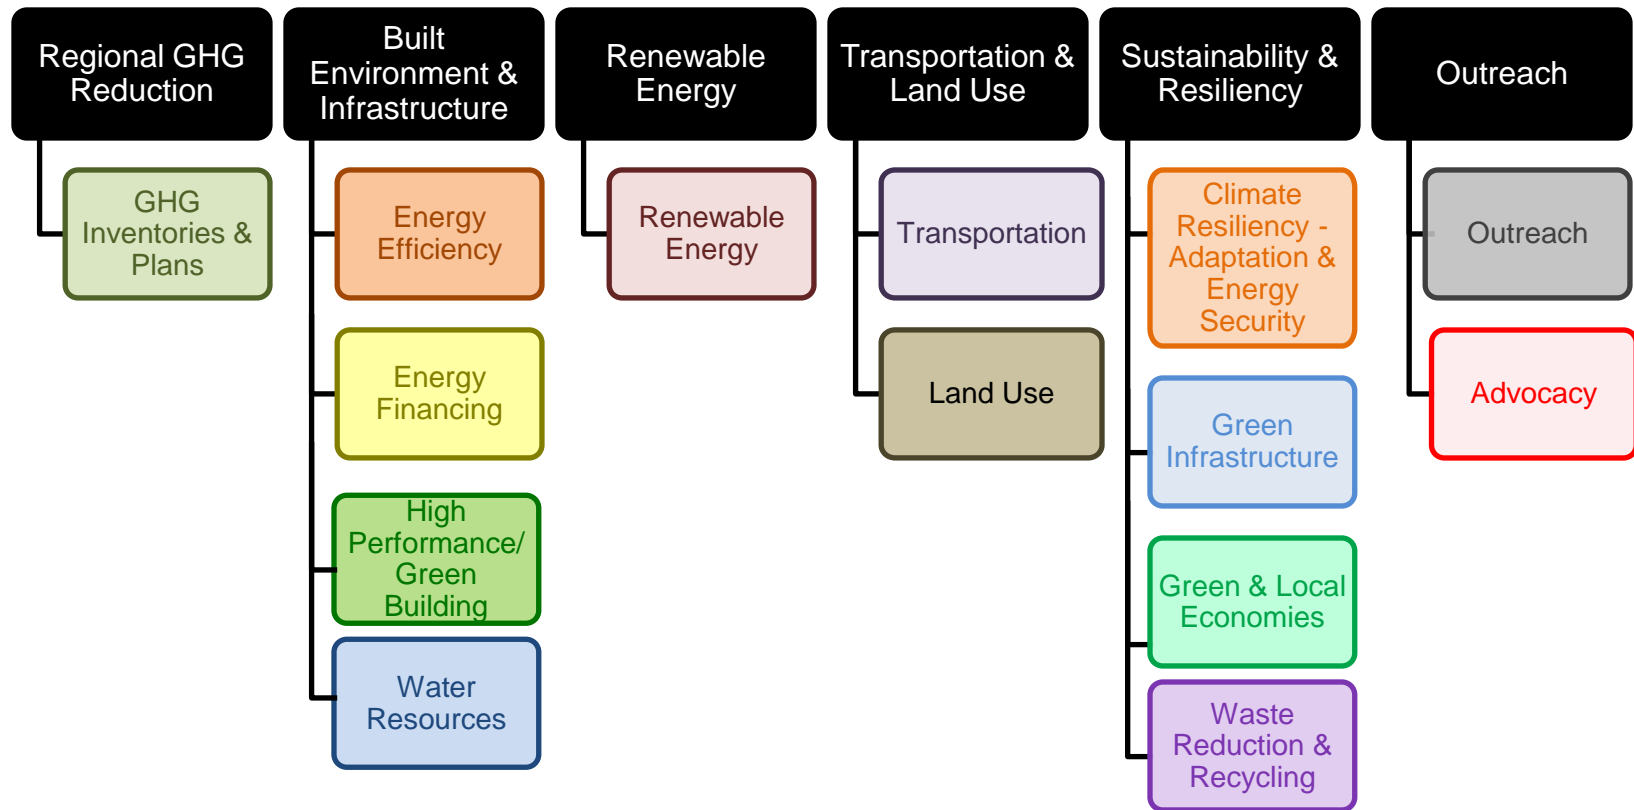 Regional GHG
Reduction
Built
Environment &
Infrastructure
Renewable
Energy
Transportation &
Land Use
Sustainability &
Resiliency
Outreach
GHG
Inventories &
Plans
Energy
Efficiency
Energy
Financing
High
Performance/
Green
Building
Water
Resources
Renewable
Energy
Transportation
Land Use
Climate
Resiliency -
Adaptation &
Energy
Security
Green
Infrastructure
Green & Local
Economies
Waste
Reduction &
Recycling
Outreach
Advocacy